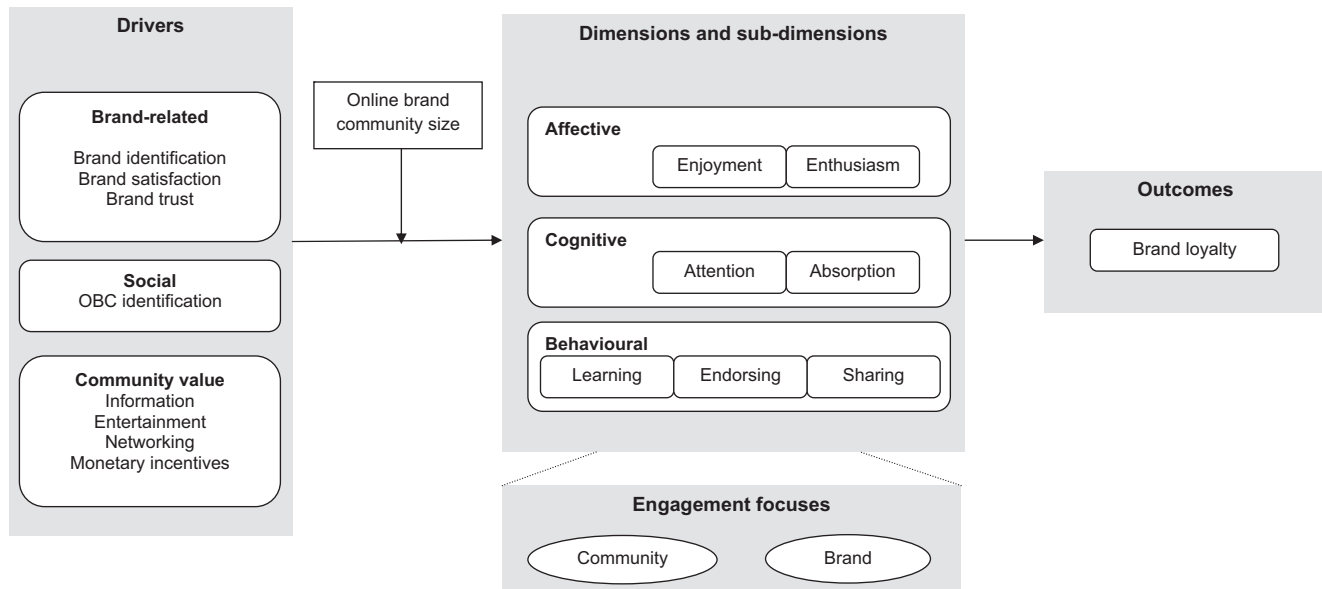 Drivers
Brand-related
Brand identification
Brand satisfaction
Brand trust
Social
OBC identification
Community value
Information
Entertainment
Networking
Monetary incentives
Online brand
community size
Dimensions and sub-dimensions
Affective
Enjoyment
Enthusiasm
Cognitive
Attention
Absorption
Behavioural
Learning
Endorsing
Sharing
Engagement focuses
Community
Brand
Outcomes
Brand loyalty